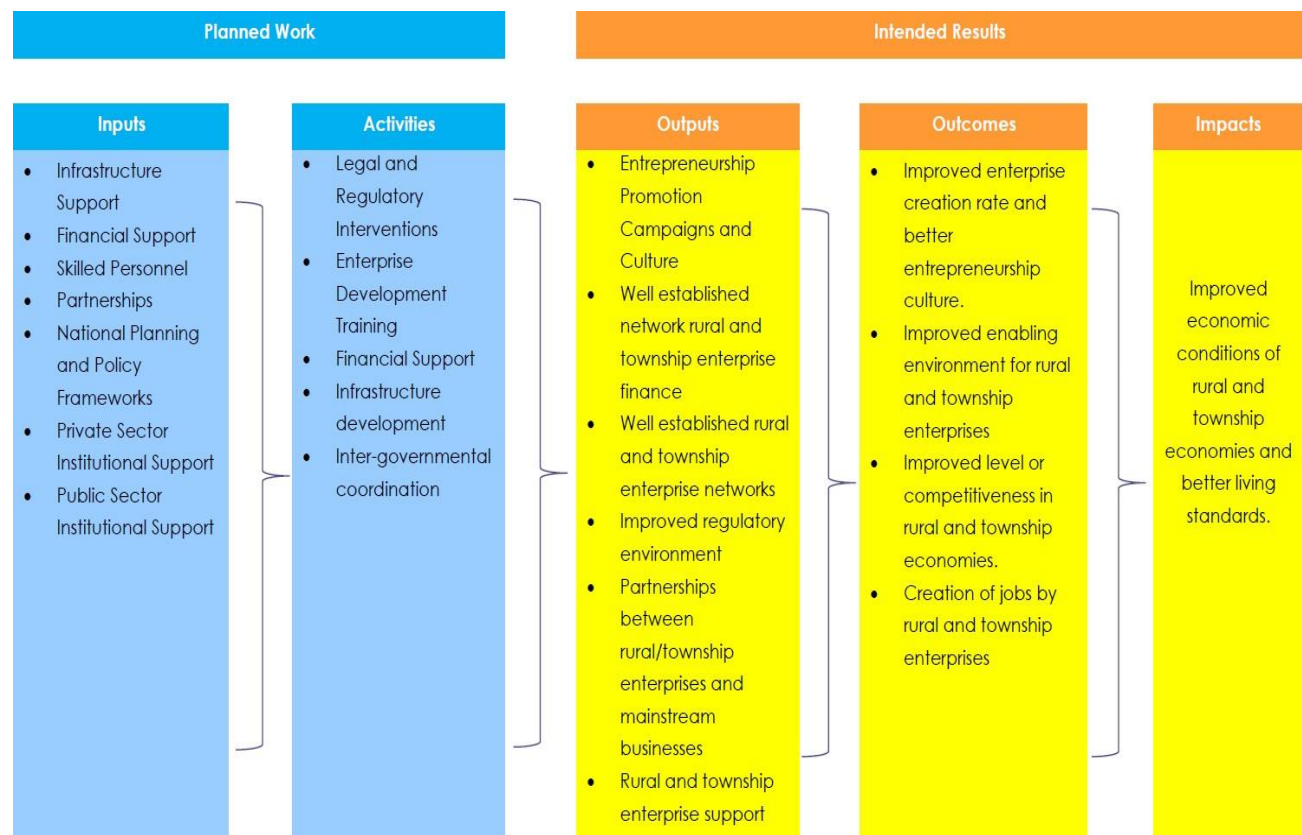 Planned Work
Intended Results
Inputs
• Infrastructure
Support
• Financial Support
• Skilled Personnel
• Partnerships
• National Planning
and Policy
Frameworks
• Private Sector
Institutional Support
• Public Sector
Institutional Support
Activities
• Legal and
Regulatory
Interventions
• Enterprise
Development
Training
• Financial Support
• Infrastructure
development
• Inter-governmental
coordination
Outputs
• Entrepreneurship
Promotion
Campaigns and
Culture
• Well established
network rural and
township enterprise
finance
• Well established rural
and township
enterprise networks
• Improved regulatory
environment
• Partnerships
between
rural/township
enterprises and
mainstream
businesses
• Rural and township
enterprise support
Outcomes
• Improved enterprise
creation rate and
better
entrepreneurship
culture.
• Improved enabling
environment for rural
and township
enterprises
• Improved level or
competitiveness in
rural and township
economies.
• Creation of jobs by
rural and township
enterprises
Impacts
Improved
economic
conditions of
rural and
township
economies and
better living
standards.